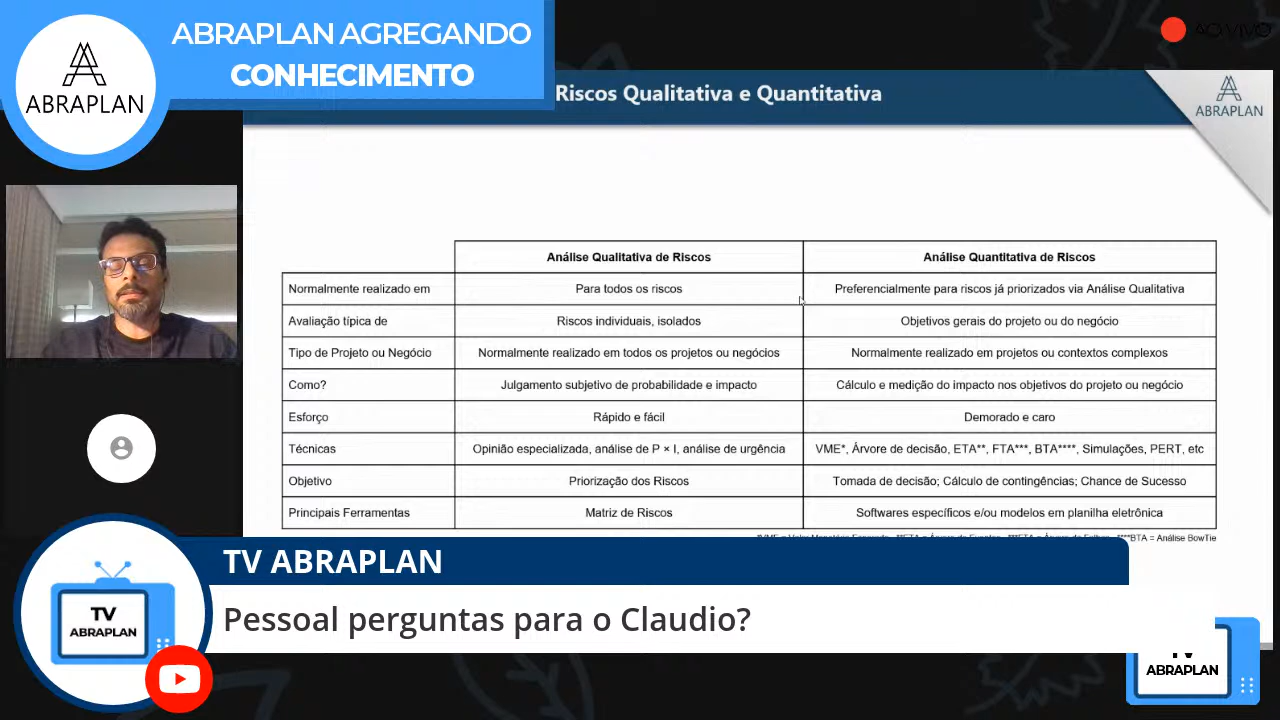 ABRAPLAN AGREGANDO
CONHECIMENTO
ABRAPLAN
AO VIVO
Riscos Qualitativa e Quantitativa
ABRAPLAN
Análise Qualitativa de Riscos
Análise Quantitativa de Riscos
Normalmente realizado em
Para todos os riscos
Preferencialmente para riscos já priorizados via Análise Qualitativa
Avaliação típica de
Riscos individuais, isolados
Objetivos gerais do projeto ou do negócio
Tipo de Projeto ou Negócio
Normalmente realizado em todos os projetos ou negócios
Normalmente realizado em projetos ou contextos complexos
Como?
Julgamento subjetivo de probabilidade e impacto
Cálculo e medição do impacto nos objetivos do projeto ou negócio
Esforço
Rápido e fácil
Demorado e caro
Técnicas
Opinião especializada, análise de P × I, análise de urgência
VME*, Árvore de decisão, ETA**, FTA***, BTA****, Simulações, PERT, etc
Objetivo
Priorização dos Riscos
Tomada de decisão; Cálculo de contingências; Chance de Sucesso
Principais Ferramentas
Matriz de Riscos
Softwares específicos e/ou modelos em planilha eletrônica
****BTA = Análise BowTie
TV ABRAPLAN
Pessoal perguntas para o Claudio?
TV
ABRAPLAN
TV
ABRAPLAN